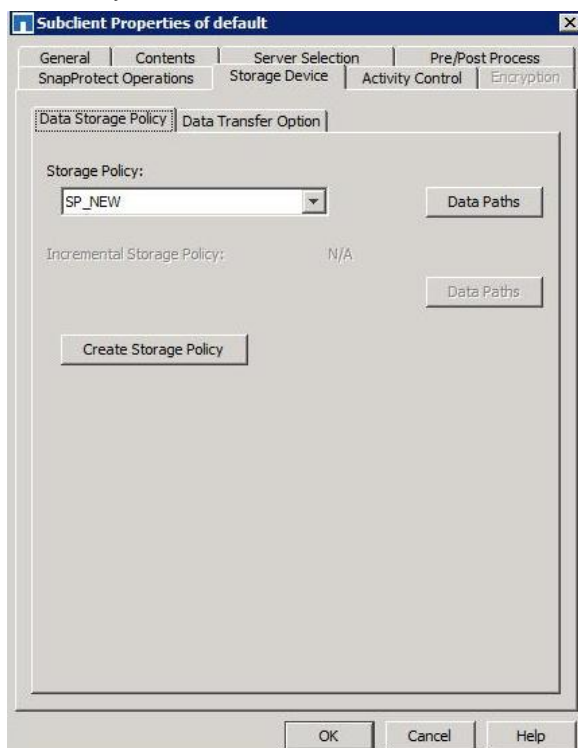 Subclient Properties of default
General Contents Server Selection Pre/Post Process
SnapProtect Operations Storage Device Activity Control Encryption
Data Storage Policy Data Transfer Option
Storage Policy:
SP_NEW Data Paths
Incremental Storage Policy: N/A
Data Paths
Create Storage Policy
OK Cancel Help